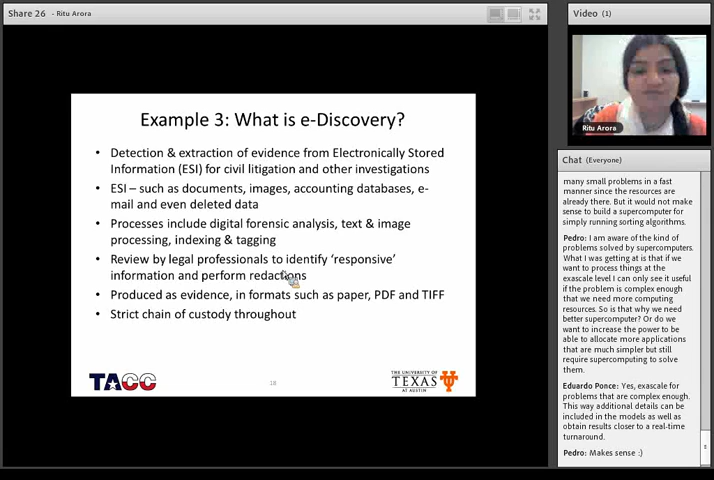 Share 26 - Ritu Arora
Video (1)
Ritu Arora
Example 3: What is e-Discovery?
• Detection & extraction of evidence from Electronically Stored
Information (ESI) for civil litigation and other investigations
• ESI – such as documents, images, accounting databases, e-
mail and even deleted data
• Processes include digital forensic analysis, text & image
processing, indexing & tagging
• Review by legal professionals to identify ‘responsive’
information and perform redactions
• Produced as evidence, in formats such as paper, PDF and TIFF
• Strict chain of custody throughout
TACC
18
THE UNIVERSITY OF
TEXAS
AT AUSTIN
Chat (Everyone)
many small problems in a fast
manner since the resources are
already there. But it would not make
sense to build a supercomputer for
simply running sorting algorithms.
Pedro: I am aware of the kind of
problems solved by supercomputers.
What I was getting at is that if we
want to process things at the
exascale level I can only see it useful
if the problem is complex enough
that we need more computing
resources. So is that why we need
better supercomputer? Or do we
want to increase the power to be
able to allocate more applications
that are much simpler but still
require supercomputing to solve
them.
Eduardo Ponce: Yes, exascale for
problems that are complex enough.
This way additional details can be
included in the models as well as
obtain results closer to a real-time
turnaround.
Pedro: Makes sense :)